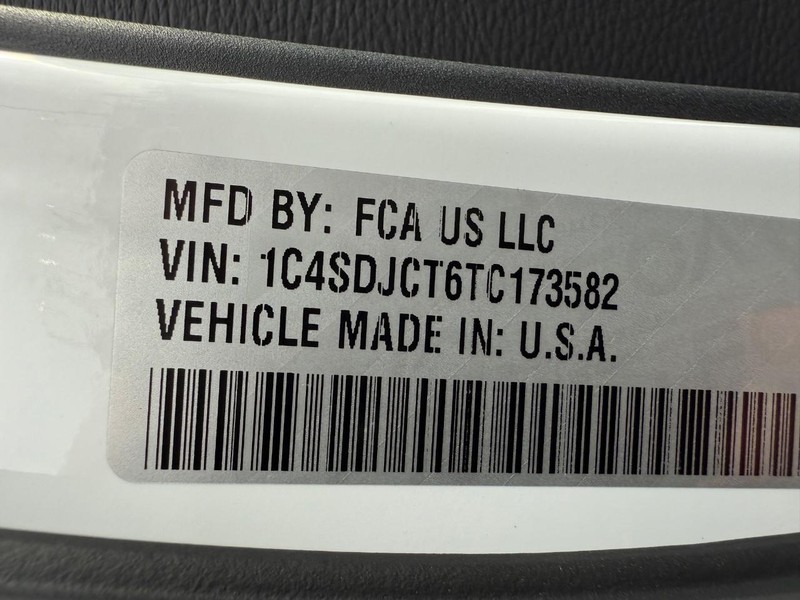 MFD BY: FCA US LLC
VIN: 1C4SDJCT6TC173582
VEHICLE MADE IN: U.S.A.